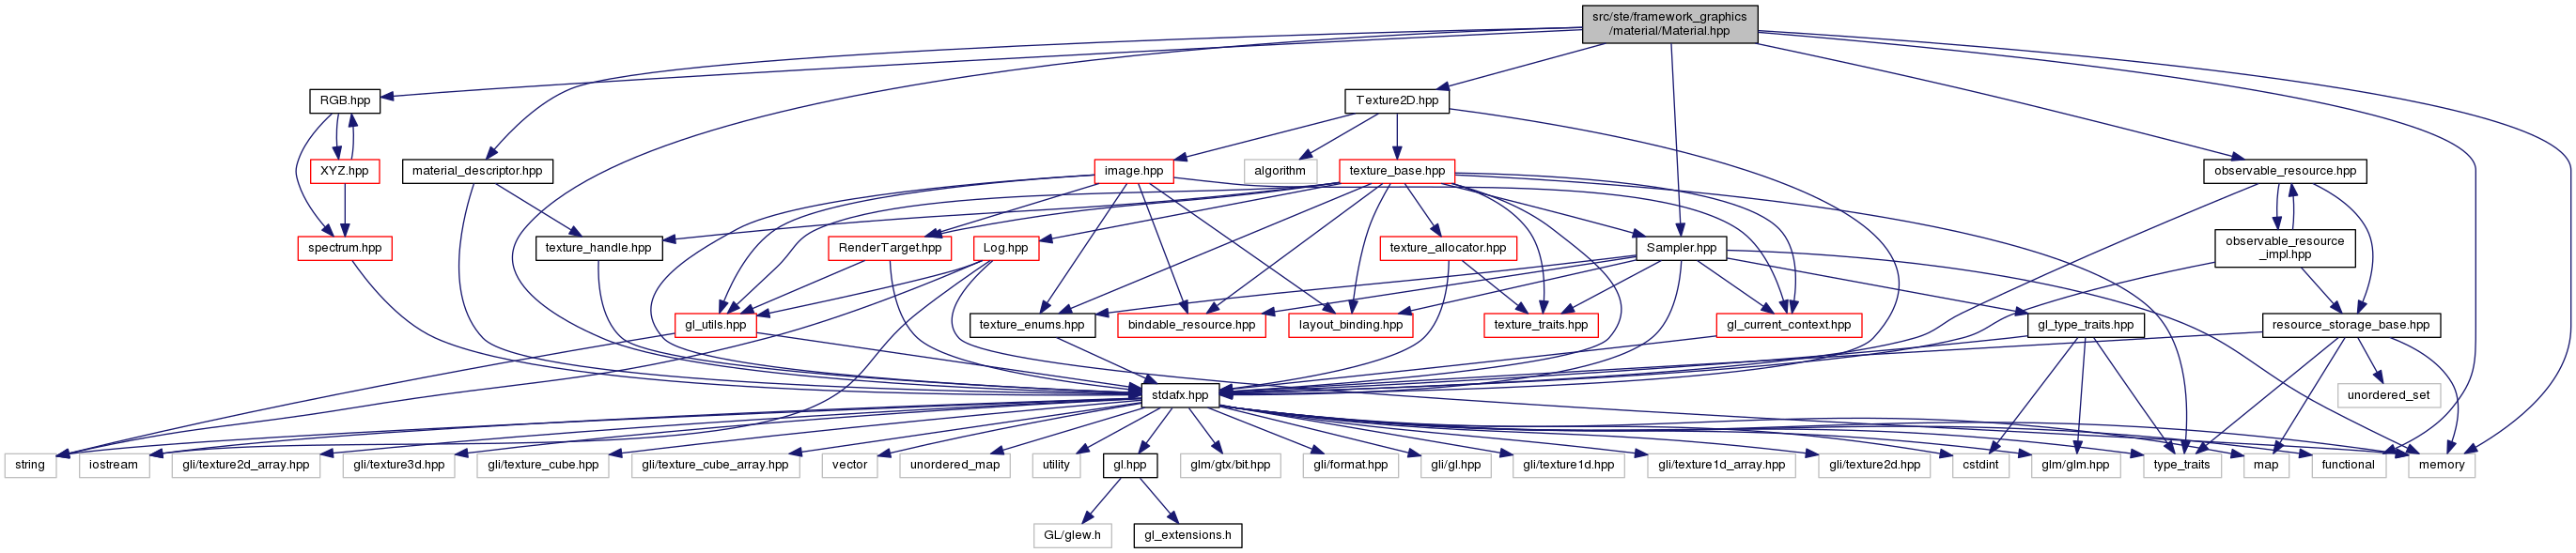 src/ste/framework_graphics
/material/Material.hpp
RGB.hpp
Texture2D.hpp
XYZ.hpp
material_descriptor.hpp
image.hpp
algorithm
texture_base.hpp
observable_resource.hpp
spectrum.hpp
texture_handle.hpp
RenderTarget.hpp
Log.hpp
texture_allocator.hpp
Sampler.hpp
observable_resource
_impl.hpp
gl_utils.hpp
texture_enums.hpp
bindable_resource.hpp
layout_binding.hpp
texture_traits.hpp
gl_current_context.hpp
gl_type_traits.hpp
resource_storage_base.hpp
stdafx.hpp
unordered_set
string
iostream
gli/texture2d_array.hpp
gli/texture3d.hpp
gli/texture_cube.hpp
gli/texture_cube_array.hpp
vector
unordered_map
utility
gl.hpp
glm/gtx/bit.hpp
gli/format.hpp
gli/gl.hpp
gli/texture1d.hpp
gli/texture1d_array.hpp
gli/texture2d.hpp
cstdint
glm/glm.hpp
type_traits
map
functional
memory
GL/glew.h
gl_extensions.h